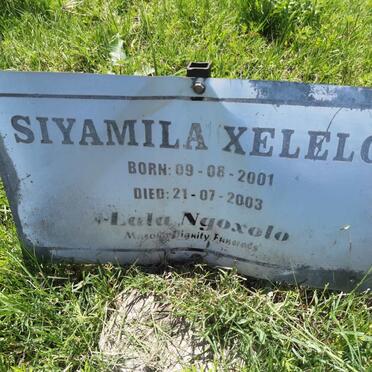 SIYAMILA XELELO
BORN: 09-08-2001
DIED: 21-07-2003
Lala Ngoxolo
Dignity Funerals